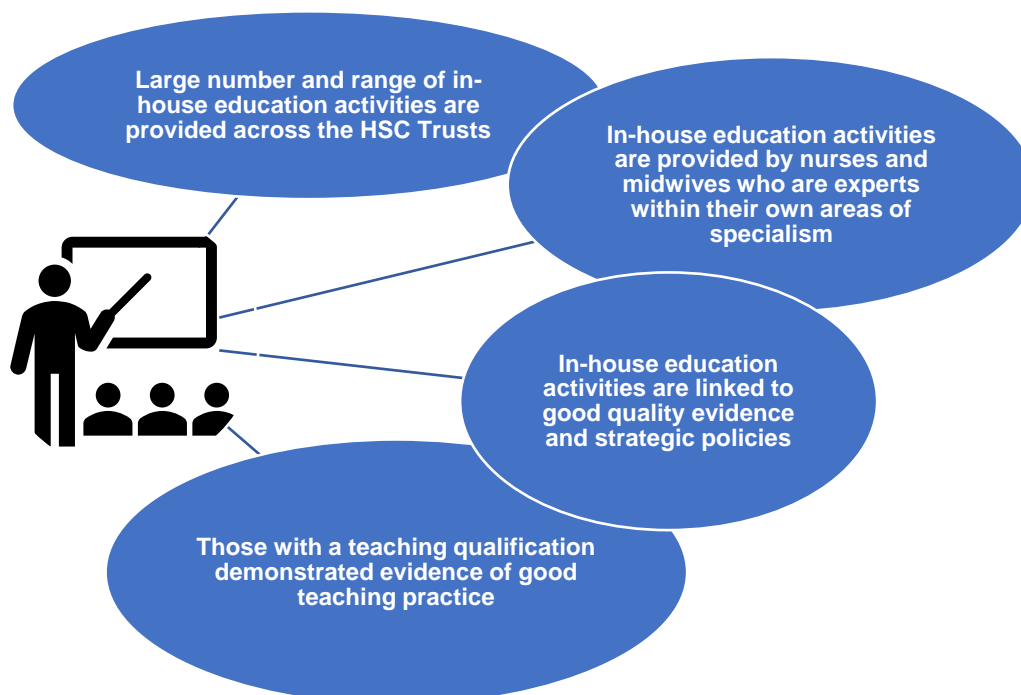 Large number and range of in-
house education activities are
provided across the HSC Trusts
In-house education activities
are provided by nurses and
midwives who are experts
within their own areas of
specialism
In-house education
activities are linked to
good quality evidence
and strategic policies
Those with a teaching qualification
demonstrated evidence of good
teaching practice